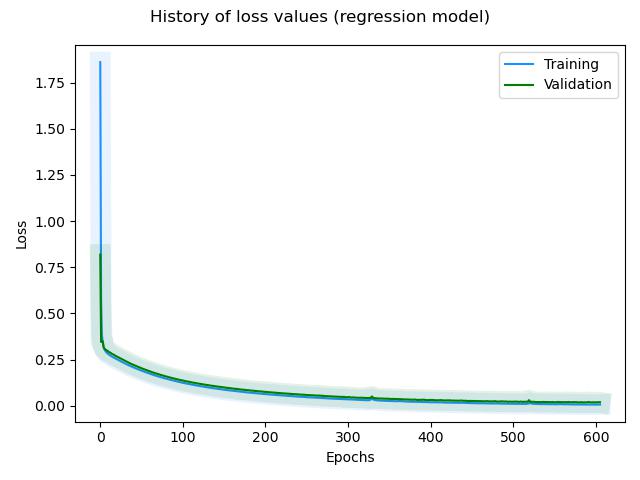 History of loss values (regression model)
Training
Validation
1.75
1.50
1.25
1.00
0.75
0.50
0.25
0.00
Loss
0 100 200 300 400 500 600
Epochs